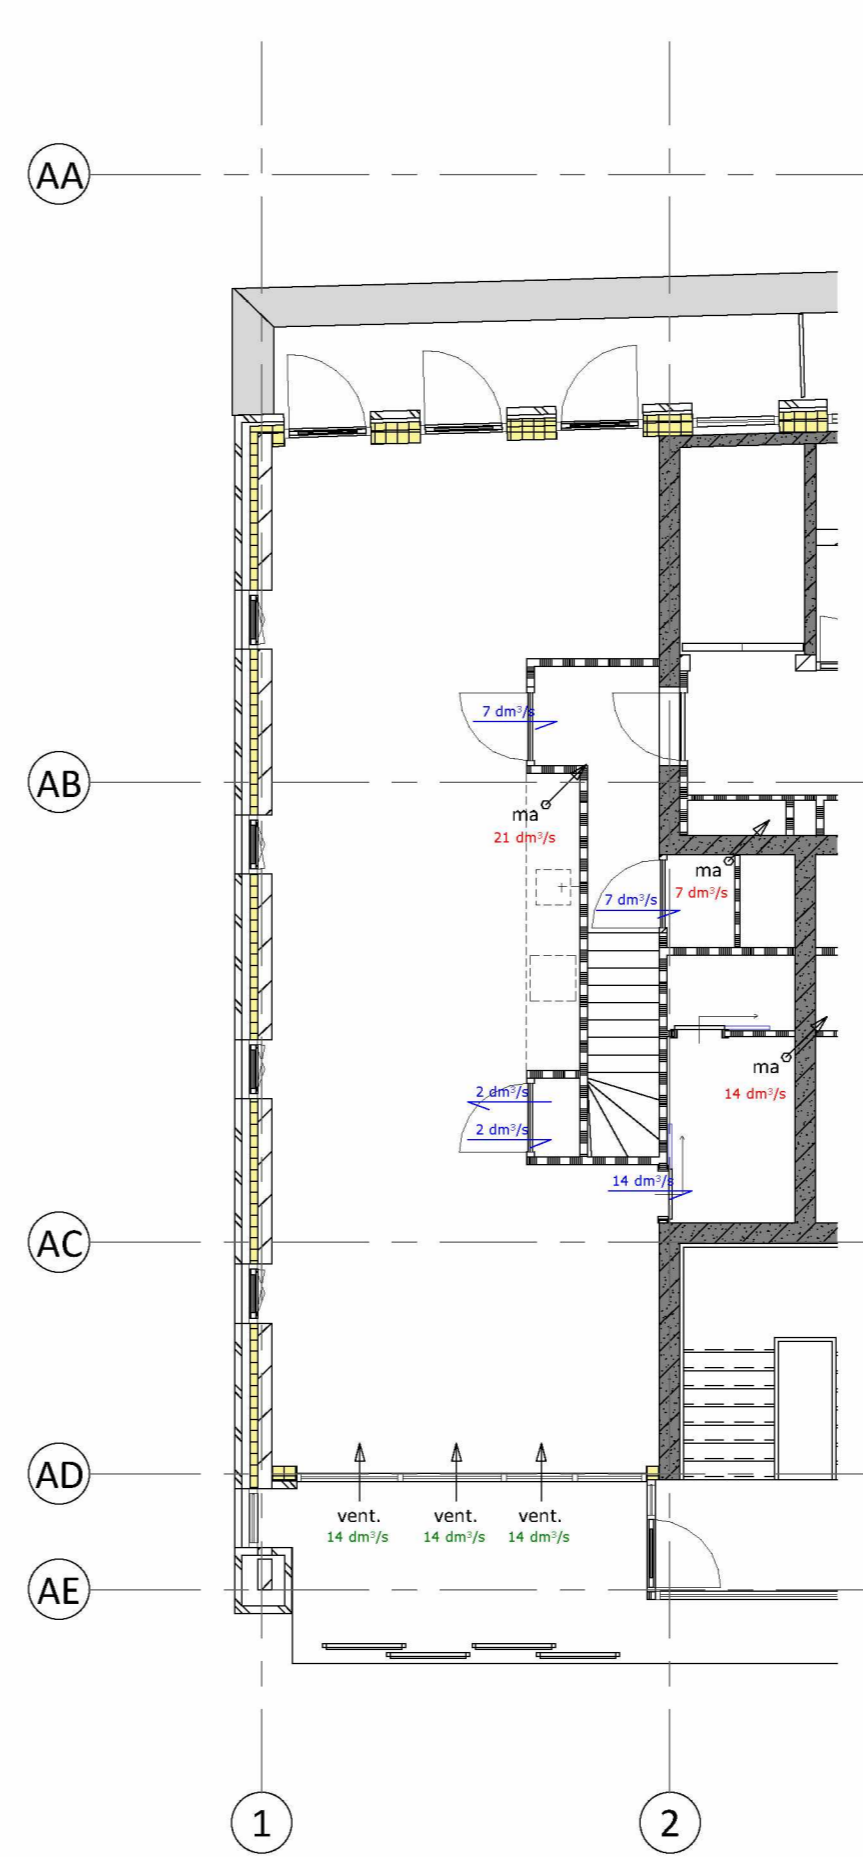 AA
7 dm³/s
AB
ma
21 dm³/s
ma
7 dm³/s
7 dm³/s
ma
14 dm³/s
2 dm³/s
2 dm³/s
14 dm³/s
AC
AD
vent. vent. vent.
14 dm³/s 14 dm³/s 14 dm³/s
AE
1 2